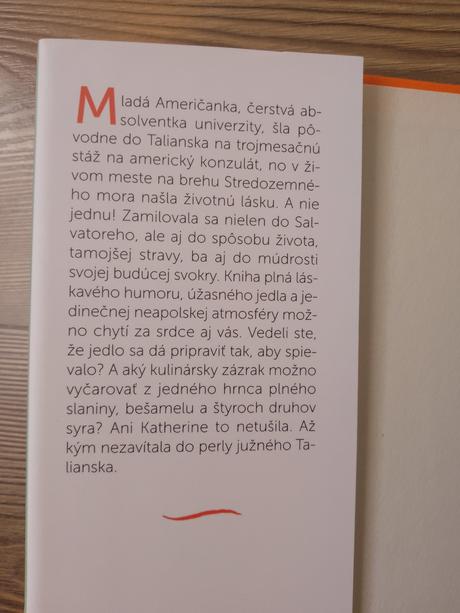 Mladá Američanka, čerstvá ab-
solventka univerzity, šla pô-
vodne do Talianska na trojmesačnú
stáž na americký konzulát, no v ži-
vom meste na brehu Stredozemné-
ho mora našla životnú lásku. A nie
jednu! Zamilovala sa nielen do Sal-
vatoreho, ale aj do spôsobu života,
tamojšej stravy, ba aj do múdrosti
svojej budúcej svokry. Kniha plná lás-
kavého humoru, úžasného jedla a je-
dinečnej neapolskej atmosféry mož-
no chytí za srdce aj vás. Vedeli ste,
že jedlo sa dá pripraviť tak, aby spie-
valo? A aký kulinársky zázrak možno
vyčarovať z jedného hrnca plného
slaniny, bešamelu a štyroch druhov
syra? Ani Katherine to netušila. Až
kým nezavítala do perly južného Ta-
lianska.